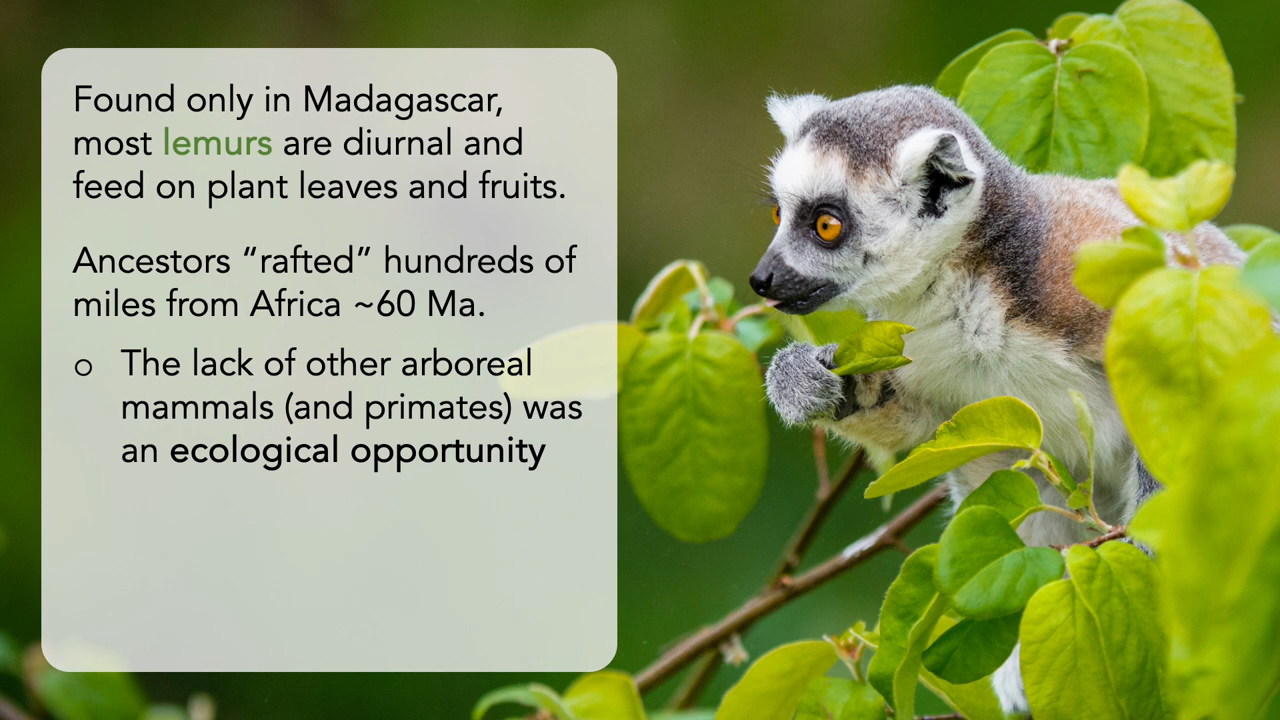 Found only in Madagascar,
most lemurs are diurnal and
feed on plant leaves and fruits.
Ancestors “rafted” hundreds of
miles from Africa ~60 Ma.
o The lack of other arboreal
mammals (and primates) was
an ecological opportunity